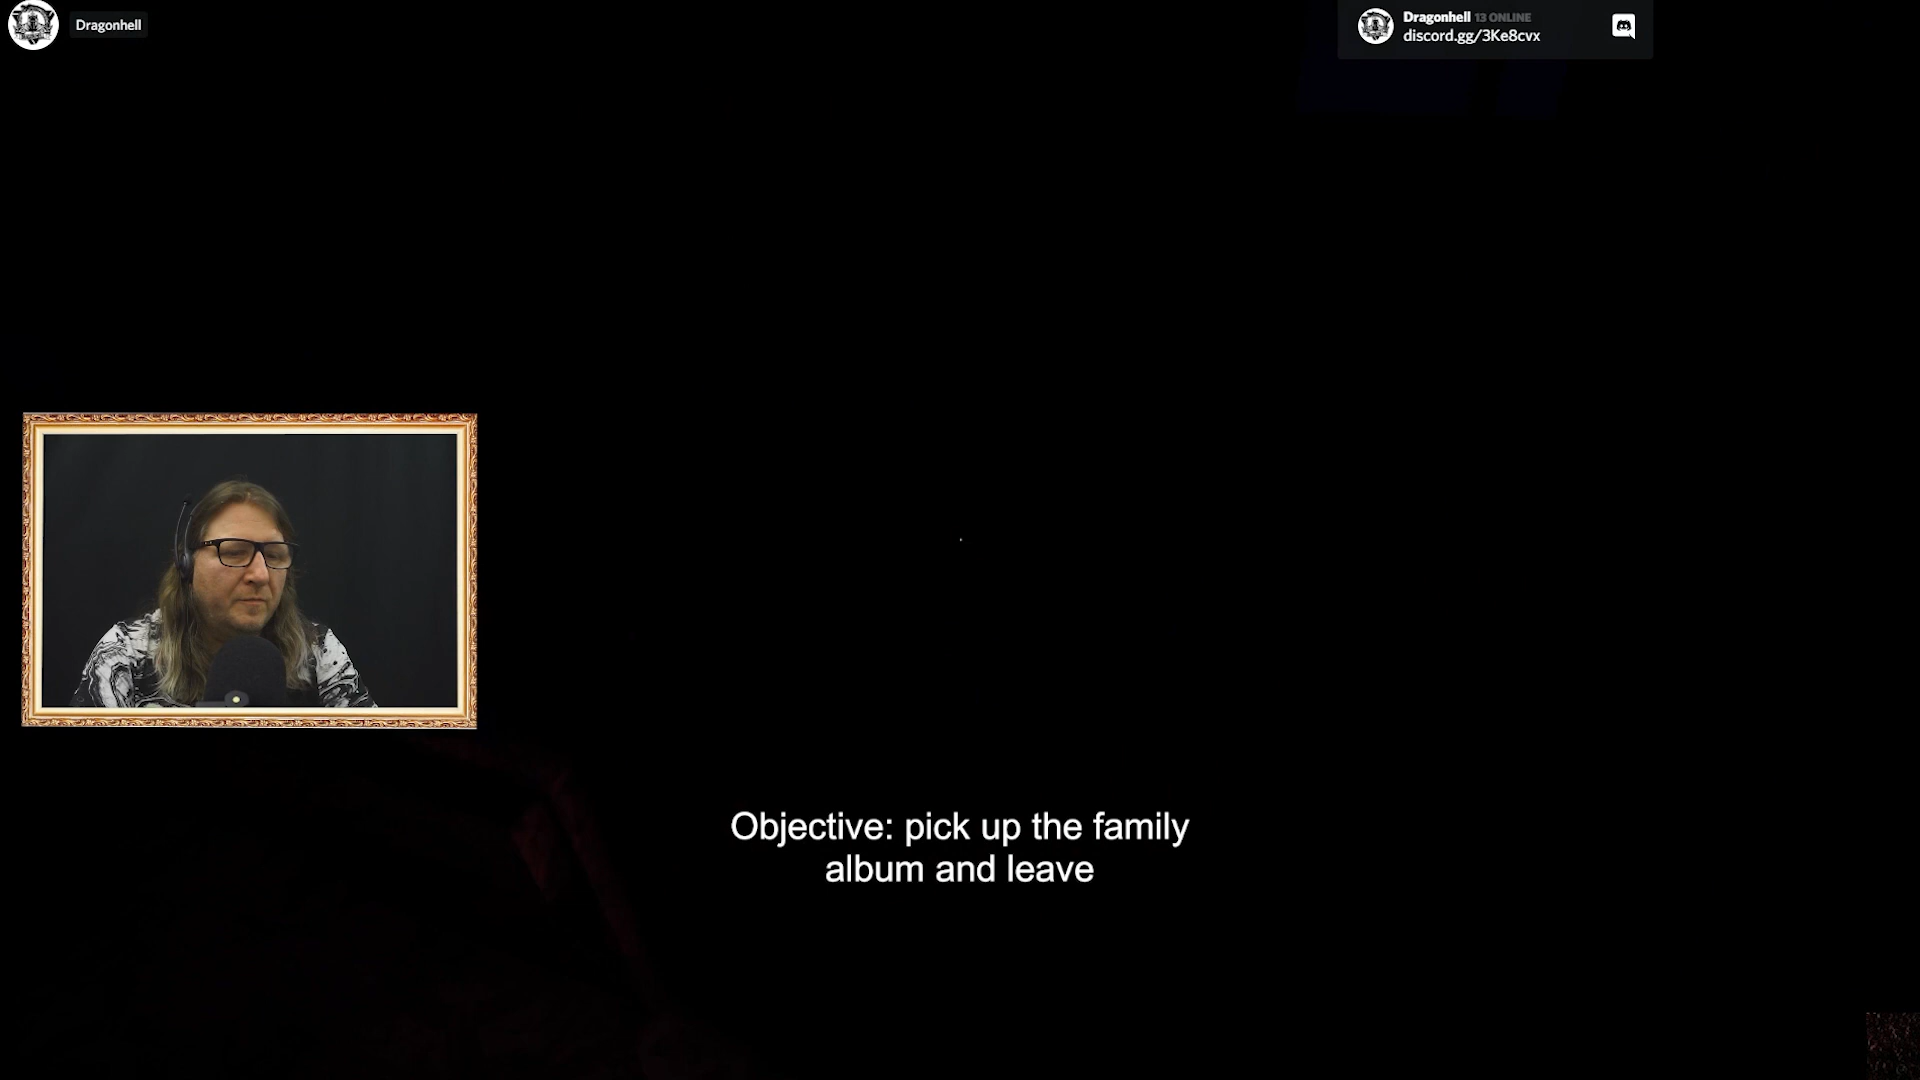 Dragonhell
Dragonhell 13 ONLINE
discord.gg/3Ke8cvx
Objective: pick up the family
album and leave